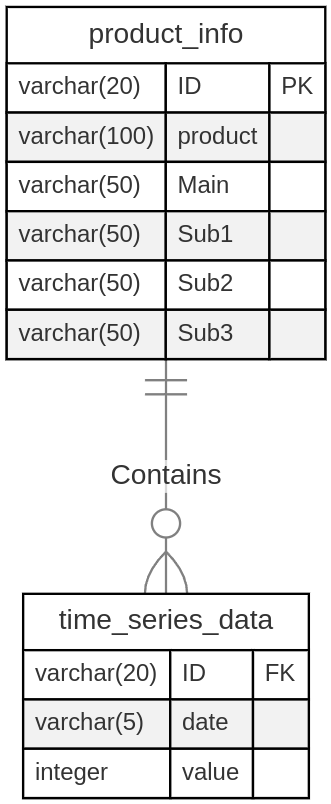 product_info
varchar(20) ID PK
varchar(100) product
varchar(50) Main
varchar(50) Sub1
varchar(50) Sub2
varchar(50) Sub3
Contains
time_series_data
varchar(20) ID FK
varchar(5) date
integer value